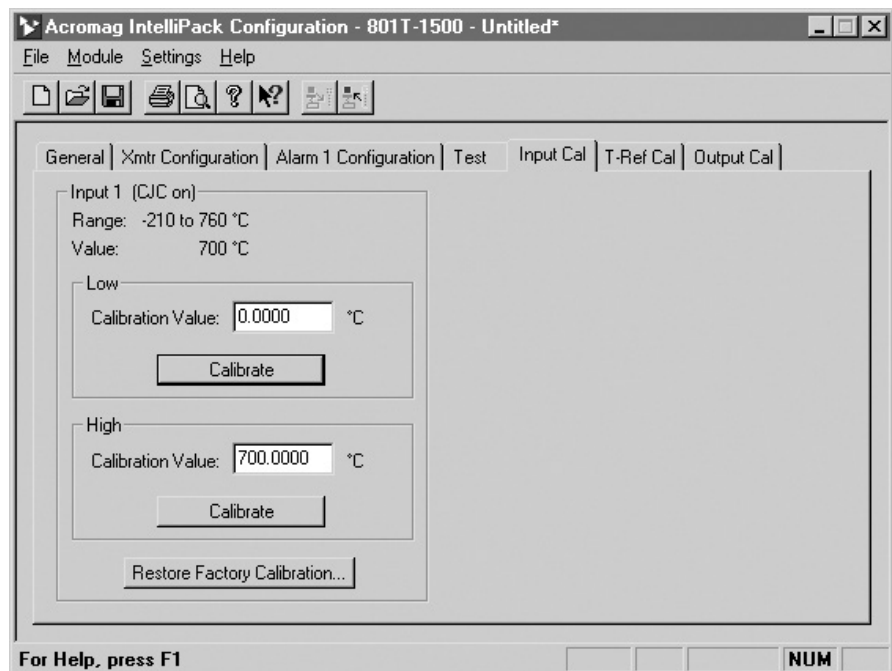 Acromag IntelliPack Configuration - 801T-1500 - Untitled*
File Module Settings Help
General Xmtr Configuration Alarm 1 Configuration Test Input Cal T-Ref Cal Output Cal
Input 1 (CJC on)
Range: -210 to 760 °C
Value: 700 °C
Low
Calibration Value: 0.0000 °C
Calibrate
High
Calibration Value: 700.0000 °C
Calibrate
Restore Factory Calibration...
For Help, press F1 NUM